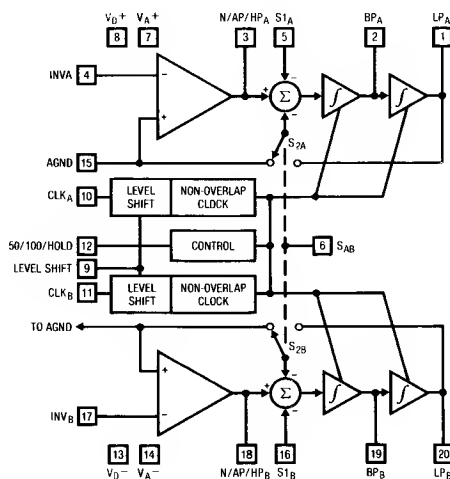 V_D+ V_A+ N/AP/HP_A S1_A BP_A LP_A
8 7 3 5 2 1
INVA 4 − + Σ − ∫ ∫
+ −
S_2A
AGND 15
CLK_A 10 LEVEL SHIFT NON-OVERLAP CLOCK
50/100/HOLD 12 CONTROL 6 S_AB
LEVEL SHIFT 9
CLK_B 11 LEVEL SHIFT NON-OVERLAP CLOCK
TO AGND
S_2B
+ −
INV_B 17 − + Σ − ∫ ∫
13 14 18 16 19 20
V_D− V_A− N/AP/HP_B S1_B BP_B LP_B